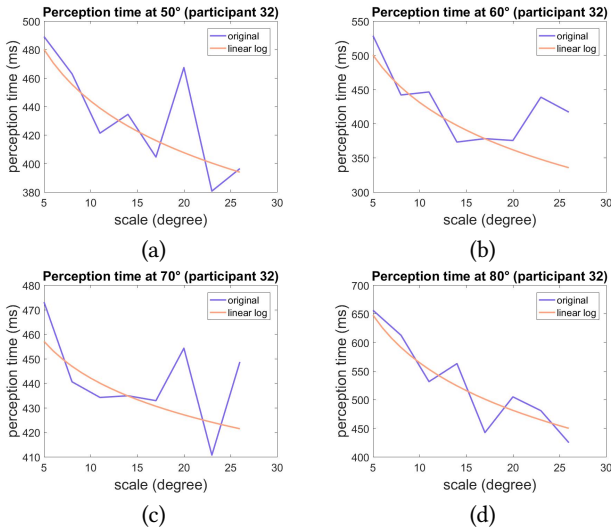 Perception time at 50° (participant 32)
perception time (ms)
500
480
460
440
420
400
380
original
linear log
5 10 15 20 25 30
scale (degree)
(a)
Perception time at 60° (participant 32)
perception time (ms)
550
500
450
400
350
300
original
linear log
5 10 15 20 25 30
scale (degree)
(b)
Perception time at 70° (participant 32)
perception time (ms)
480
470
460
450
440
430
420
410
original
linear log
5 10 15 20 25 30
scale (degree)
(c)
Perception time at 80° (participant 32)
perception time (ms)
700
650
600
550
500
450
400
original
linear log
5 10 15 20 25 30
scale (degree)
(d)